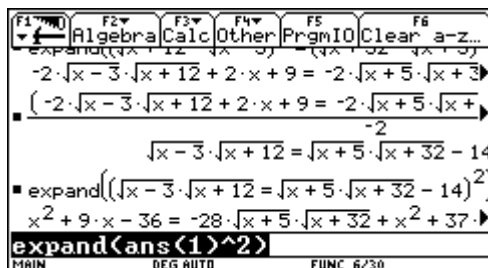 F1 F2 F3 F4 F5 F6
Algebra Calc Other PrgmIO Clear a-z…
-2·√x - 3·√x + 12 + 2·x + 9 = -2·√x + 5·√x + 3
(-2·√x - 3·√x + 12 + 2·x + 9 = -2·√x + 5·√x +
-2
√x - 3·√x + 12 = √x + 5·√x + 32 - 14
▪ expand((√x - 3·√x + 12 = √x + 5·√x + 32 - 14)²)
x² + 9·x - 36 = -28·√x + 5·√x + 32 + x² + 37·
expand(ans(1)^2)
MAIN DEG AUTO FUNC 6/30